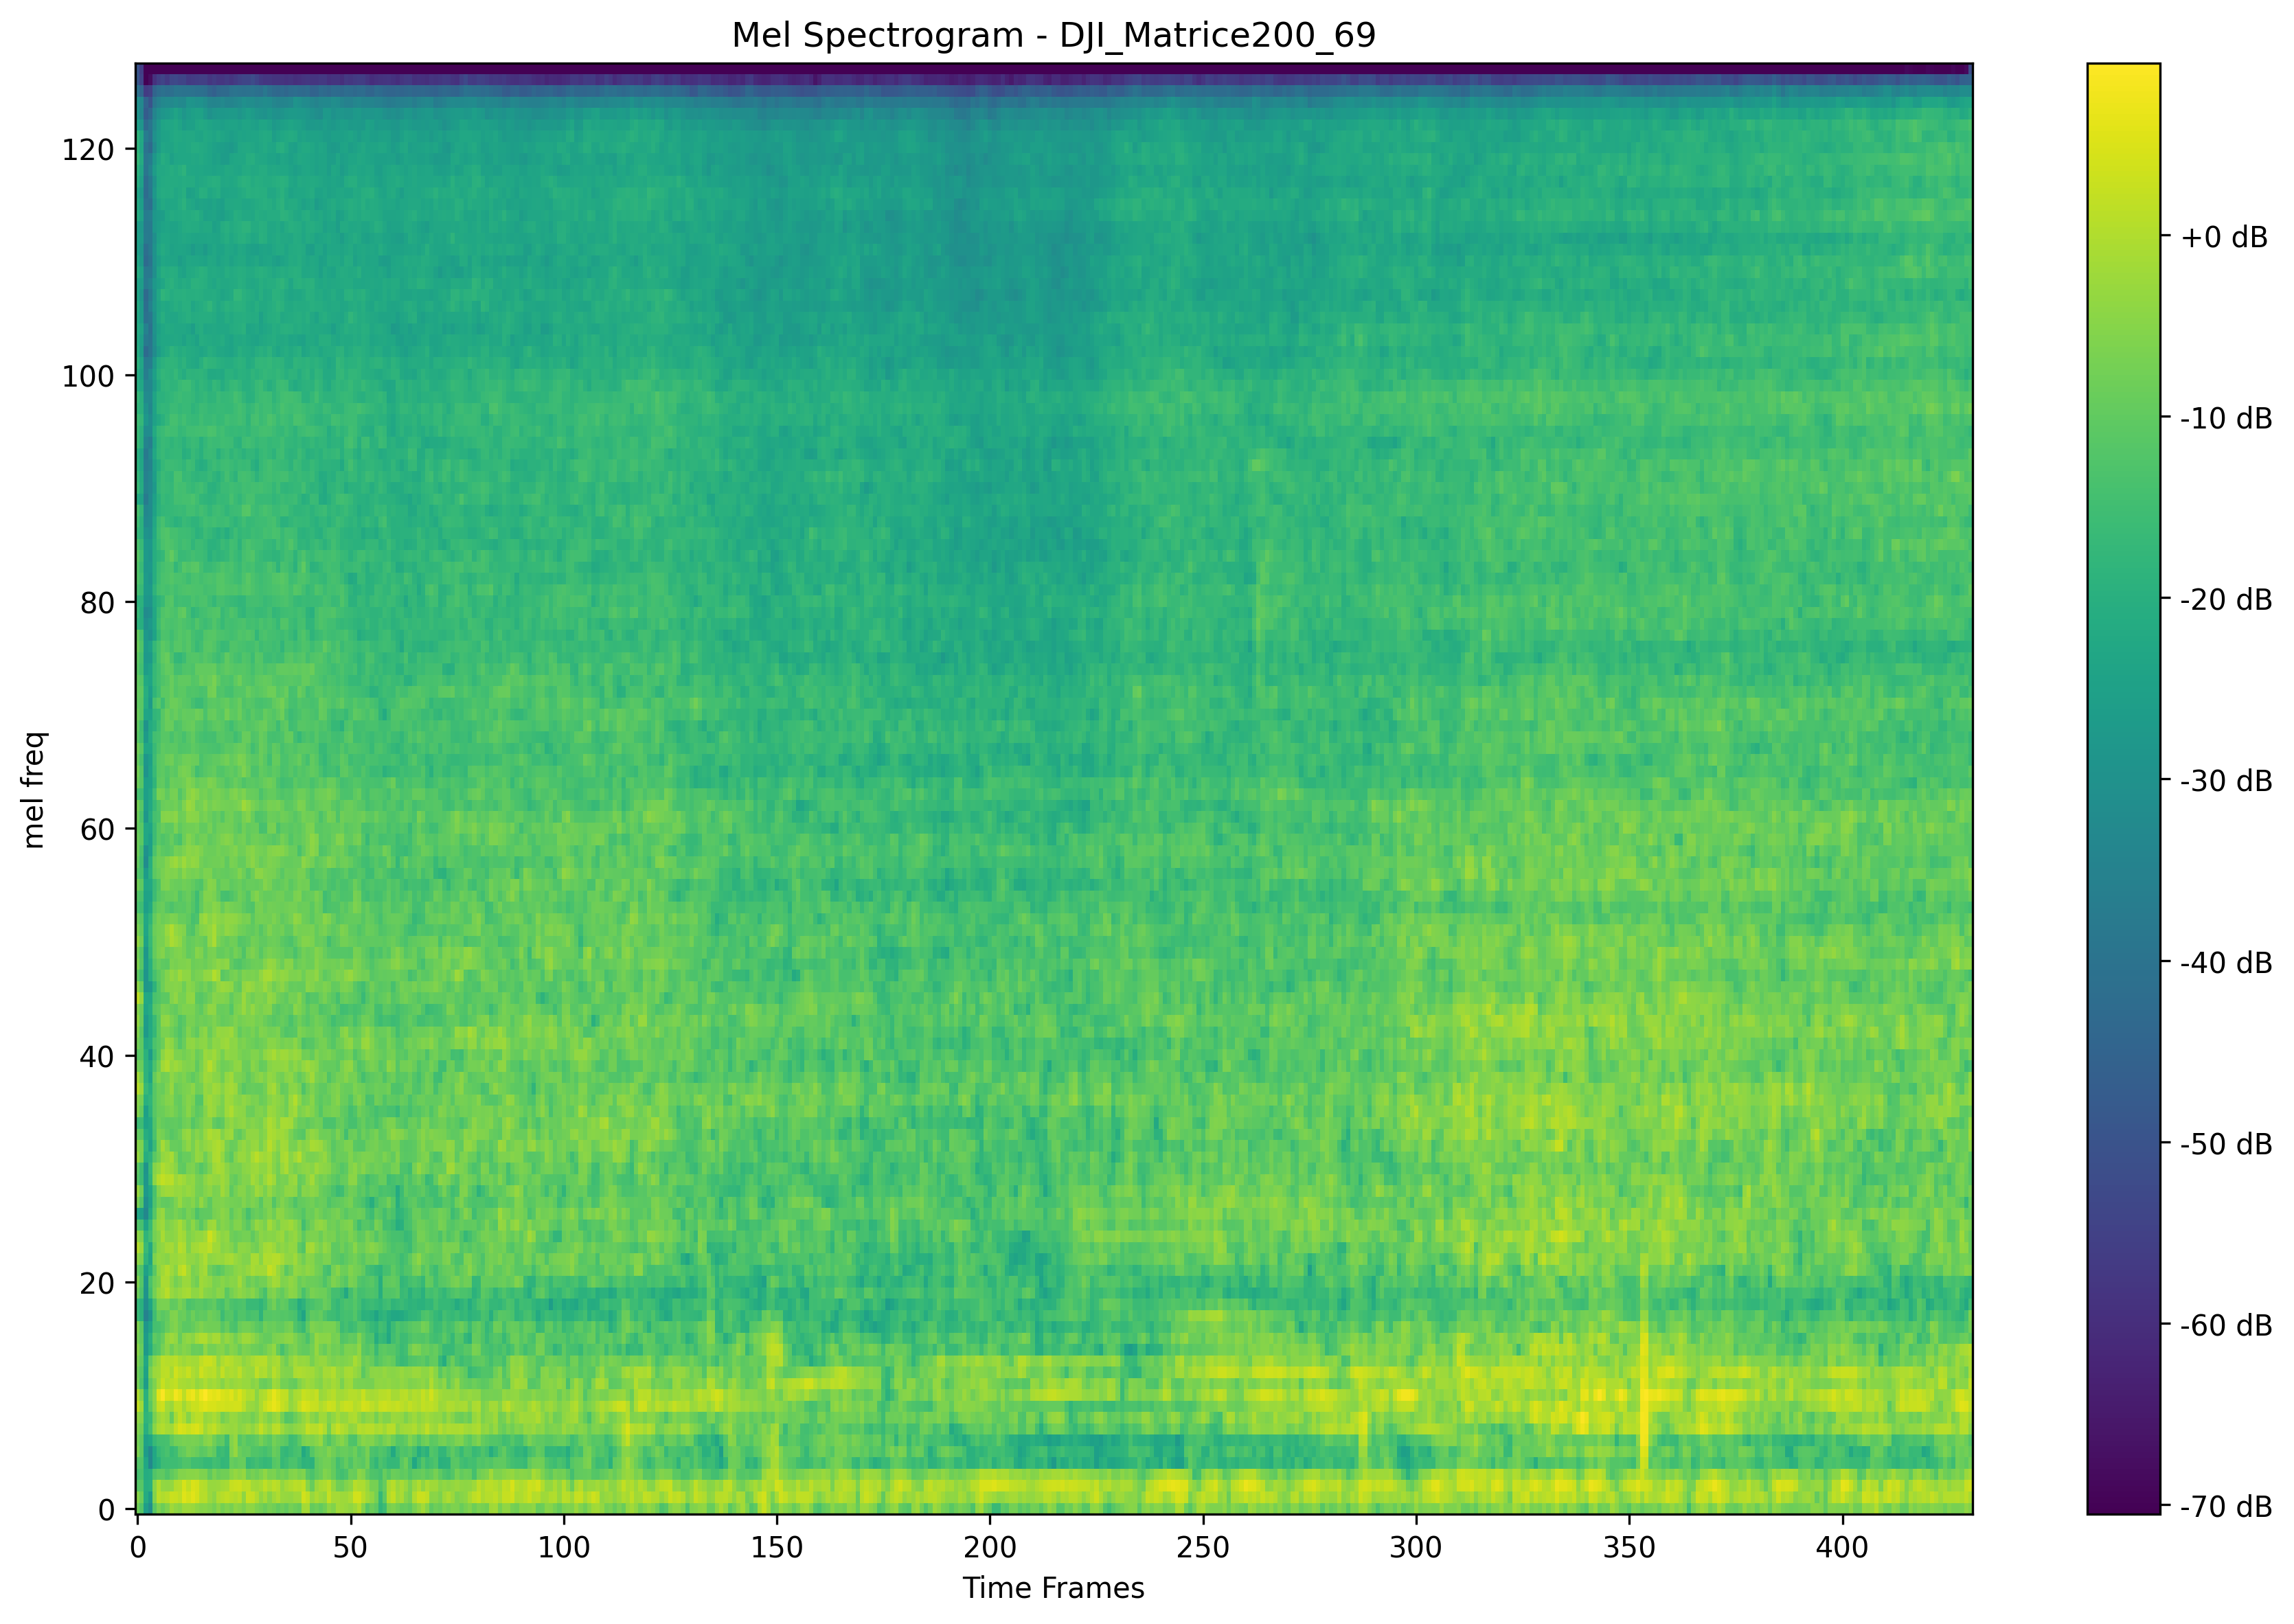 Mel Spectrogram - DJI_Matrice200_69
mel freq
120
100
80
60
40
20
0
0 50 100 150 200 250 300 350 400
Time Frames
+0 dB
-10 dB
-20 dB
-30 dB
-40 dB
-50 dB
-60 dB
-70 dB